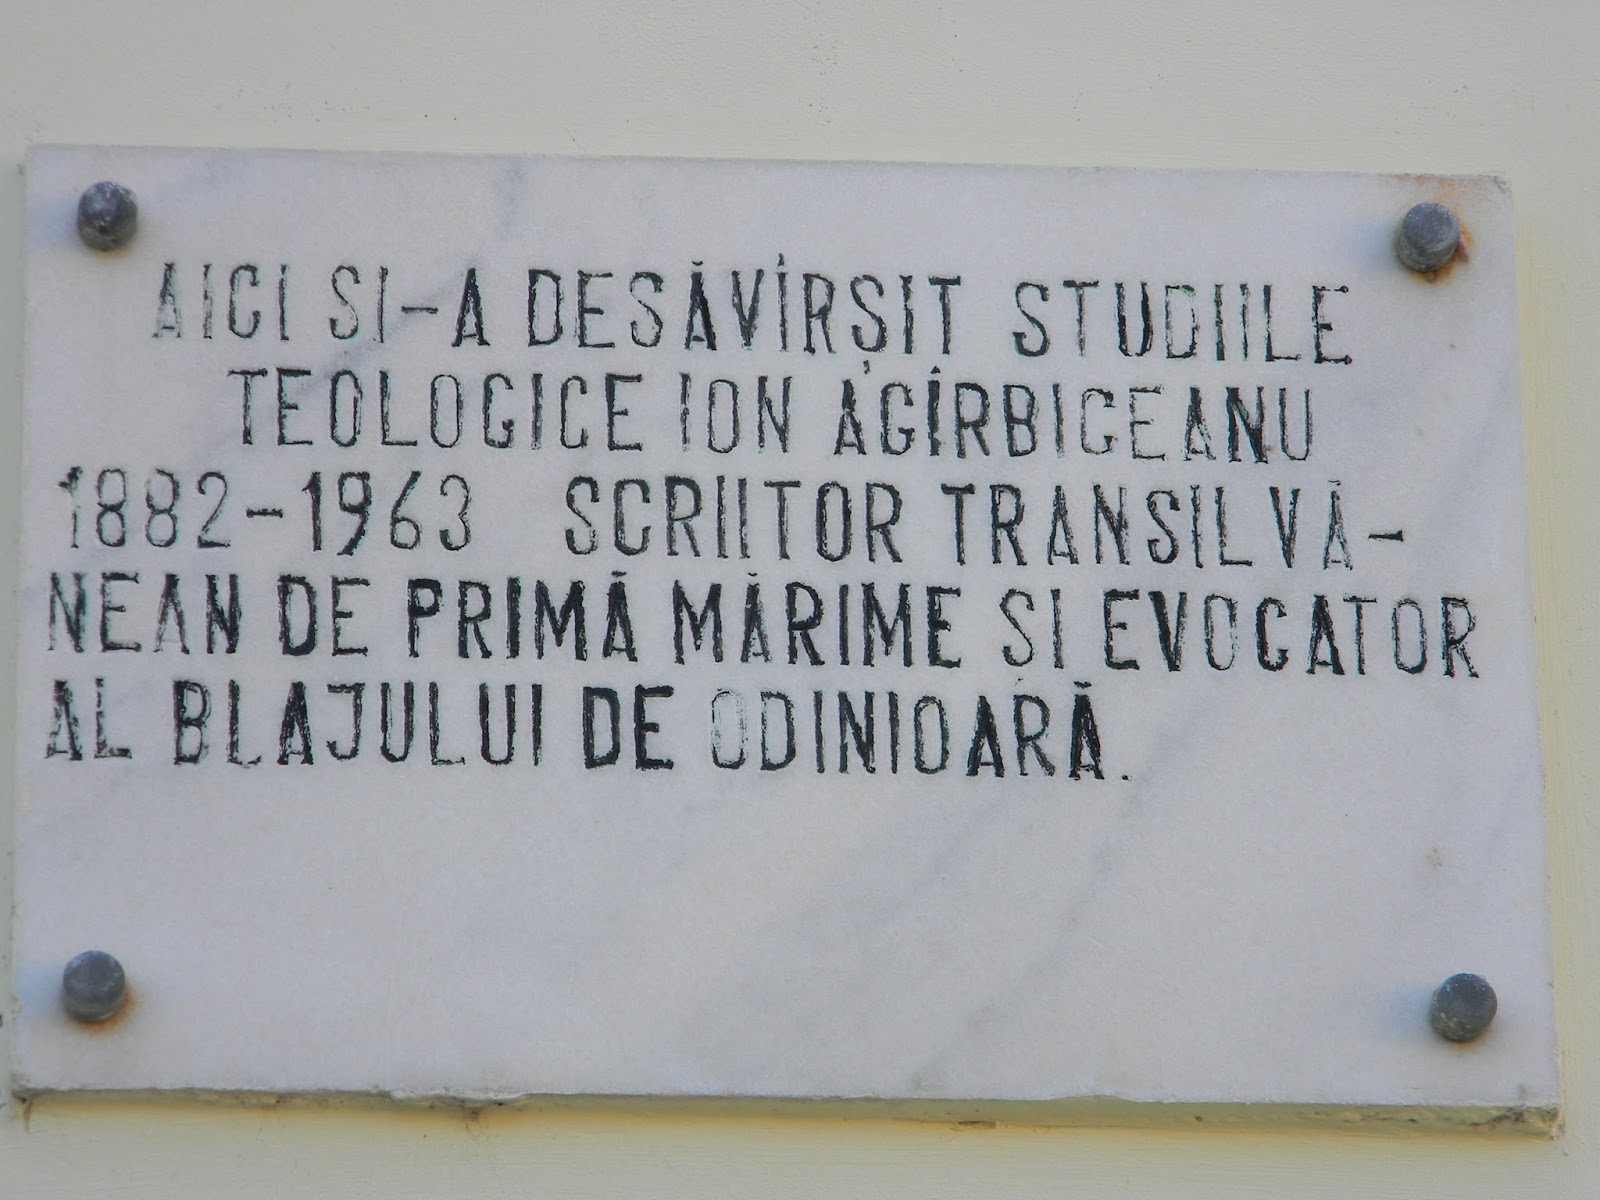 AICI SI-A DESĂVÎRȘIT STUDIILE
TEOLOGICE ION AGÎRBICEANU
1882-1963 SCRIITOR TRANSILVĂ-
NEAN DE PRIMĂ MĂRIME ȘI EVOCATOR
AL BLAJULUI DE ODINIOARĂ.